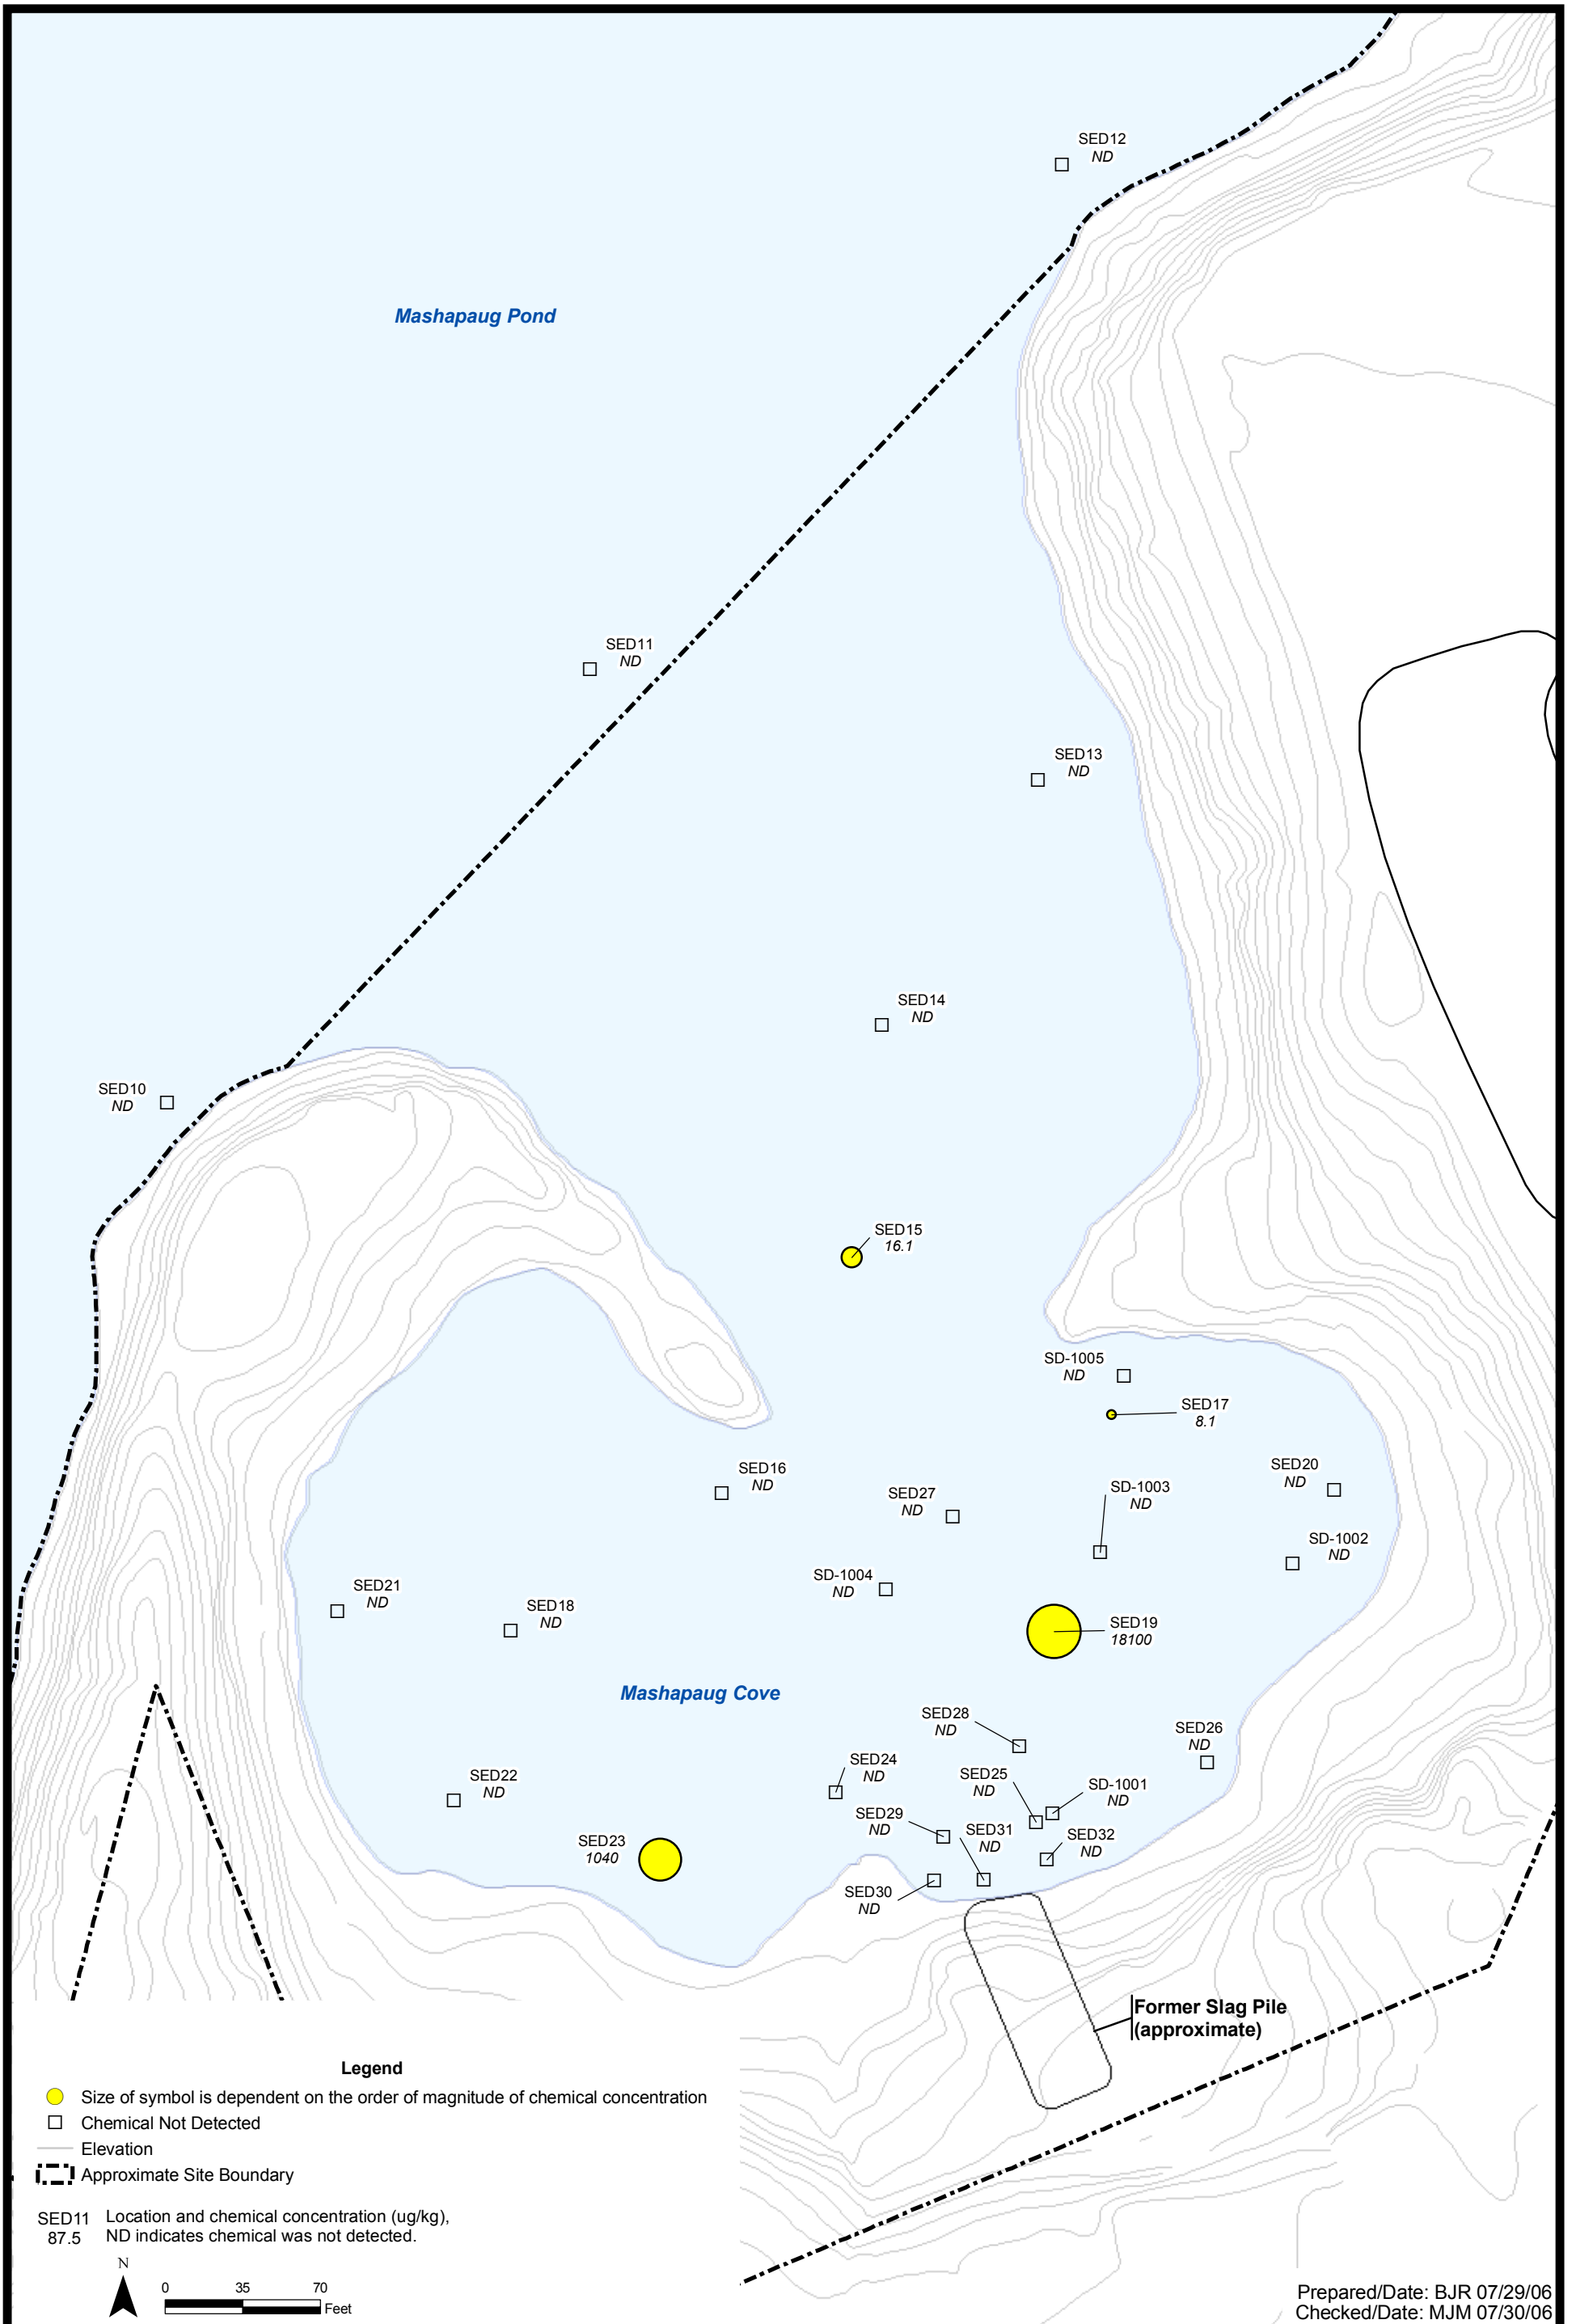 SED12
ND
Mashapaug Pond
SED11
ND
SED13
ND
SED14
ND
SED10
ND
SED15
16.1
SD-1005
ND
SED17
8.1
SED16
ND
SED27
ND
SD-1003
ND
SED20
ND
SD-1002
ND
SD-1004
ND
SED21
ND
SED18
ND
SED19
18100
Mashapaug Cove
SED28
ND
SED26
ND
SED24
ND
SED25
ND
SD-1001
ND
SED22
ND
SED29
ND
SED31
ND
SED32
ND
SED23
1040
SED30
ND
Former Slag Pile
(approximate)
Legend
Size of symbol is dependent on the order of magnitude of chemical concentration
Chemical Not Detected
Elevation
Approximate Site Boundary
SED11
87.5
Location and chemical concentration (ug/kg),
ND indicates chemical was not detected.
N
0 35 70
Feet
Prepared/Date: BJR 07/29/06
Checked/Date: MJM 07/30/06